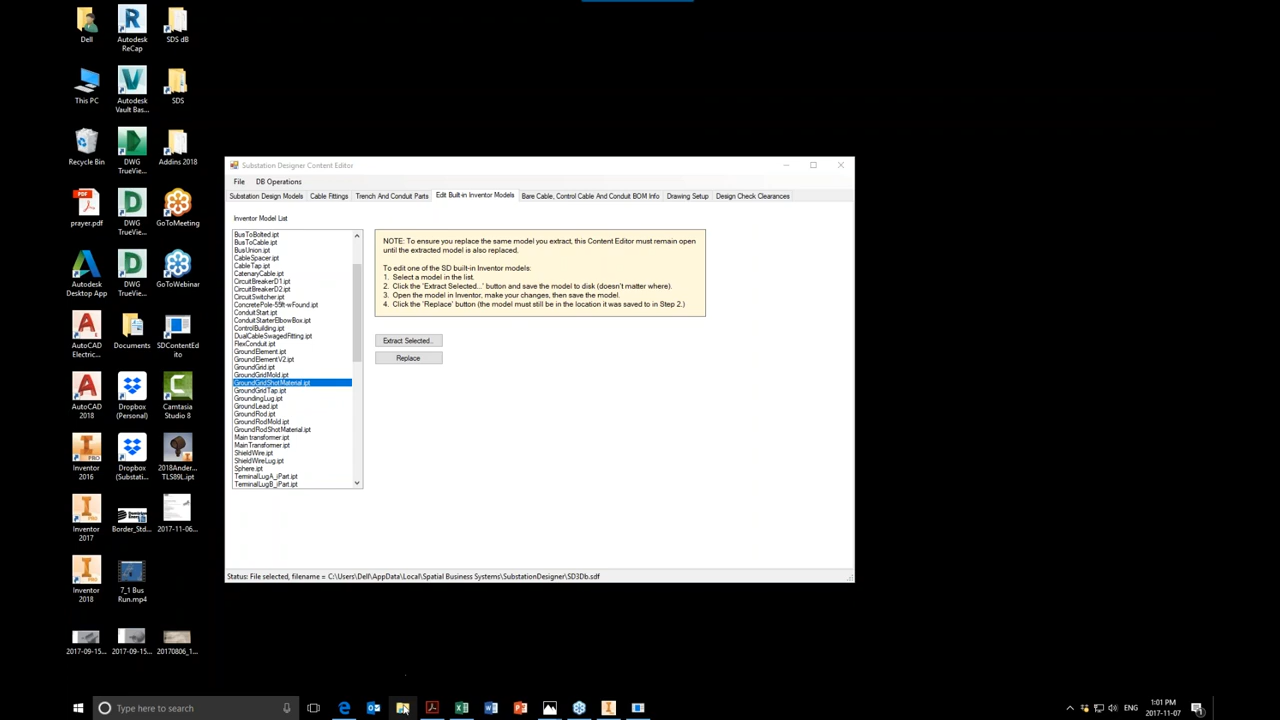 Dell
Autodesk
ReCap
SDS dB
This PC
Autodesk
Vault Bas...
SDS
Recycle Bin
DWG
TrueView...
Addins 2018
prayer.pdf
DWG
TrueView...
GoToMeeting
Autodesk
Desktop App
DWG
TrueView...
GoToWebinar
AutoCAD
Electric...
Documents
SDContentEd
ito
AutoCAD
2018
Dropbox
(Personal)
Camtasia
Studio 8
Inventor
2016
Dropbox
(Substati...
2018Ander...
TLS89L.ipt
Inventor
2017
Border_Std...
2017-11-06...
Inventor
2018
7_1 Bus
Run.mp4
2017-09-15...
2017-09-15...
20170806_1...
Substation Designer Content Editor
File
DB Operations
Substation Design Models
Cable Fittings
Trench And Conduit Parts
Edit Built-in Inventor Models
Bare Cable, Control Cable And Conduit BOM Info
Drawing Setup
Design Check Clearances
Inventor Model List
BusToBolted.ipt
BusToCable.ipt
BusUnion.ipt
CableSpacer.ipt
CableTap.ipt
CatenaryCable.ipt
CircuitBreakerD1.ipt
CircuitBreakerD2.ipt
CircuitSwitcher.ipt
ConcretePole-55ft-wFound.ipt
ConduitStart.ipt
ConduitStarterElbowBox.ipt
ControlBuilding.ipt
DualCableSwagedFitting.ipt
FlexConduit.ipt
GroundElement.ipt
GroundElementV2.ipt
GroundGrid.ipt
GroundGridMold.ipt
GroundGridShotMaterial.ipt
GroundGridTap.ipt
GroundingLug.ipt
GroundLead.ipt
GroundRod.ipt
GroundRodMold.ipt
GroundRodShotMaterial.ipt
Main transformer.ipt
MainTransformer.ipt
ShieldWire.ipt
ShieldWireLug.ipt
Sphere.ipt
TerminalLugA_iPart.ipt
TerminalLugB_iPart.ipt
NOTE: To ensure you replace the same model you extract, this Content Editor must remain open
until the extracted model is also replaced,
To edit one of the SD built-in Inventor models:
1. Select a model in the list.
2. Click the 'Extract Selected...' button and save the model to disk (doesn't matter where).
3. Open the model in Inventor, make your changes, then save the model.
4. Click the 'Replace' button (the model must still be in the location it was saved to in Step 2.)
Extract Selected...
Replace
Status: File selected, filename = C:\Users\Dell\AppData\Local\Spatial Business Systems\SubstationDesigner\SD3Db.sdf
Type here to search
ENG
1:01 PM
2017-11-07